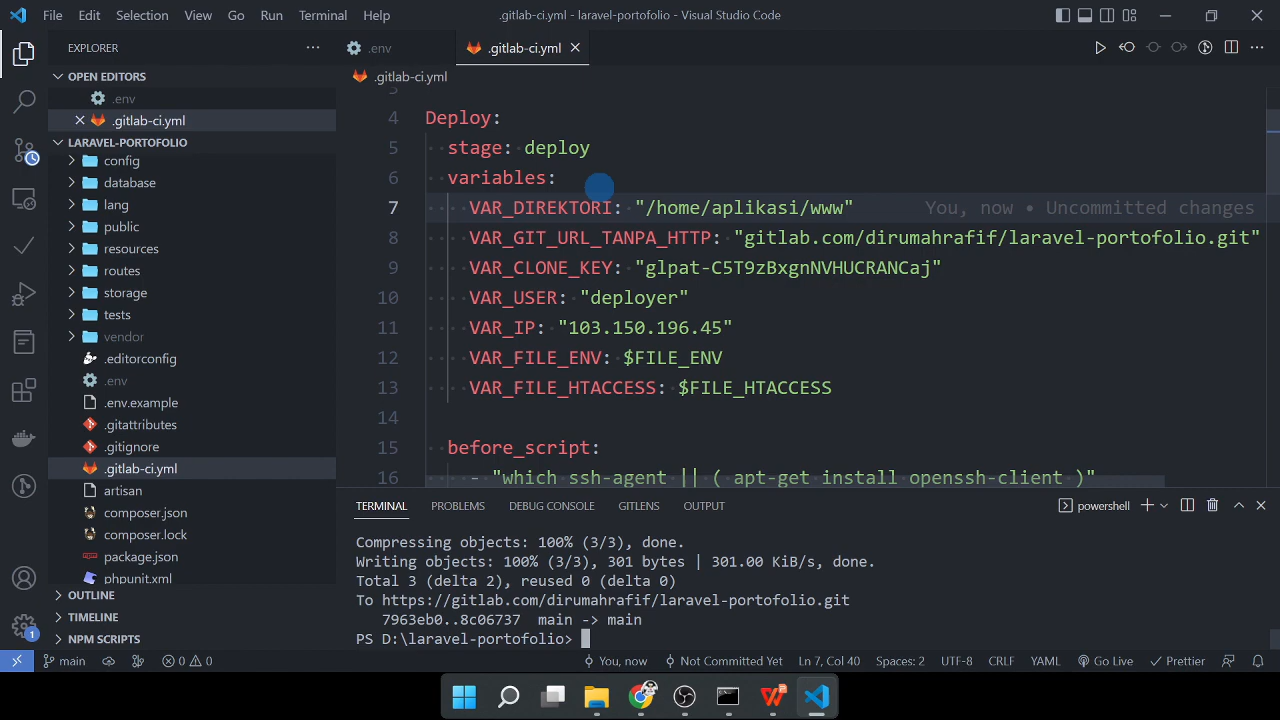 File Edit Selection View Go Run Terminal Help .gitlab-ci.yml - laravel-portofolio - Visual Studio Code
EXPLORER
.env
.gitlab-ci.yml
OPEN EDITORS
.env
.gitlab-ci.yml
LARAVEL-PORTOFOLIO
config
database
lang
public
resources
routes
storage
tests
vendor
.editorconfig
.env
.env.example
.gitattributes
.gitignore
.gitlab-ci.yml
artisan
composer.json
composer.lock
package.json
phpunit.xml
OUTLINE
TIMELINE
NPM SCRIPTS
.gitlab-ci.yml
3
4 Deploy:
5 stage: deploy
6 variables:
7 VAR_DIREKTORI: "/home/aplikasi/www" You, now • Uncommitted changes
8 VAR_GIT_URL_TANPA_HTTP: "gitlab.com/dirumahrafif/laravel-portofolio.git"
9 VAR_CLONE_KEY: "glpat-C5T9zBxgnNVHUCRANCaj"
10 VAR_USER: "deployer"
11 VAR_IP: "103.150.196.45"
12 VAR_FILE_ENV: $FILE_ENV
13 VAR_FILE_HTACCESS: $FILE_HTACCESS
14
15 before_script:
16 - "which ssh-agent || ( apt-get install openssh-client )"
TERMINAL PROBLEMS DEBUG CONSOLE GITLENS OUTPUT powershell
Compressing objects: 100% (3/3), done.
Writing objects: 100% (3/3), 301 bytes | 301.00 KiB/s, done.
Total 3 (delta 2), reused 0 (delta 0)
To https://gitlab.com/dirumahrafif/laravel-portofolio.git
7963eb0..8c06737 main -> main
PS D:\laravel-portofolio>
1
main 0 0 You, now Not Committed Yet Ln 7, Col 40 Spaces: 2 UTF-8 CRLF YAML Go Live Prettier